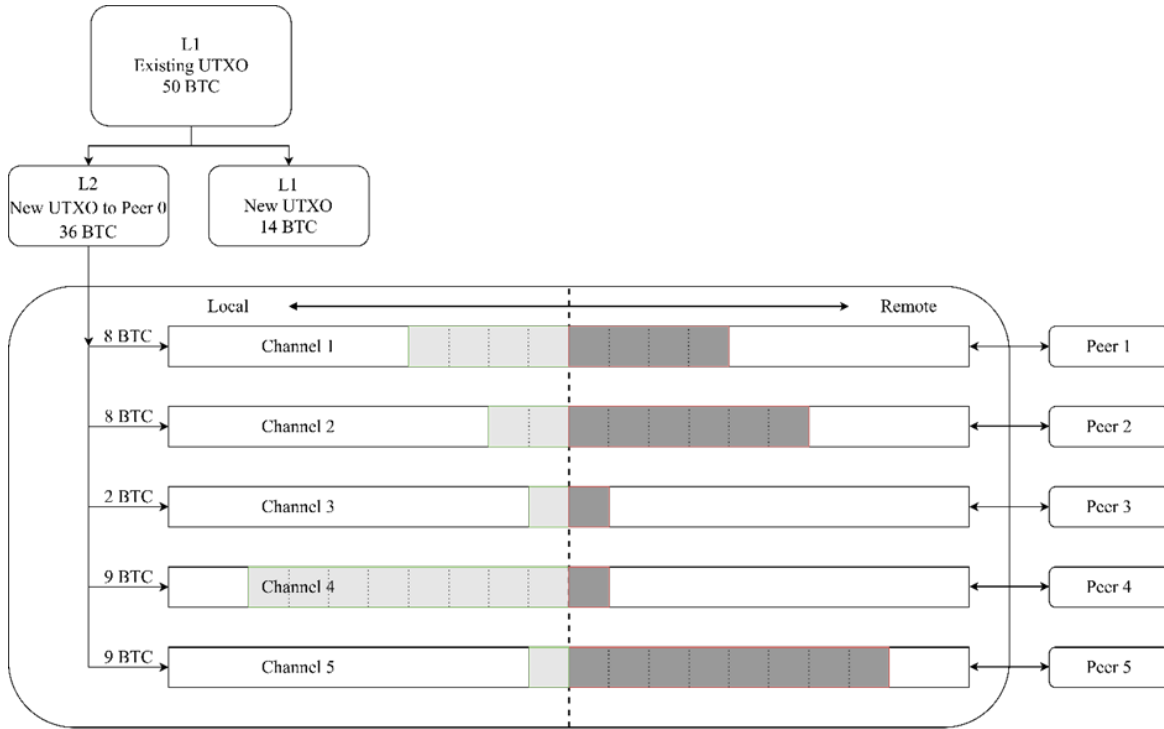 L1
Existing UTXO
50 BTC
L2
New UTXO to Peer 0
36 BTC
L1
New UTXO
14 BTC
Local
Remote
8 BTC
Channel 1
Peer 1
8 BTC
Channel 2
Peer 2
2 BTC
Channel 3
Peer 3
9 BTC
Channel 4
Peer 4
9 BTC
Channel 5
Peer 5